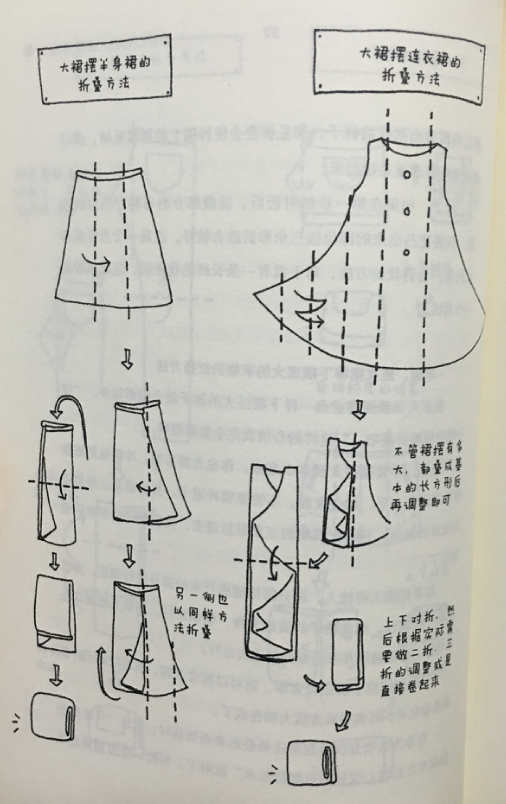 大裙摆半身裙的
折叠方法
大裙摆连衣裙的
折叠方法
不管裙摆有多
大，都叠成基
本的长方形后
再调整即可
另一侧也
以同样方
法折叠
上下对折，然
后根据实际需
要做二折、三
折的调整或是
直接卷起来